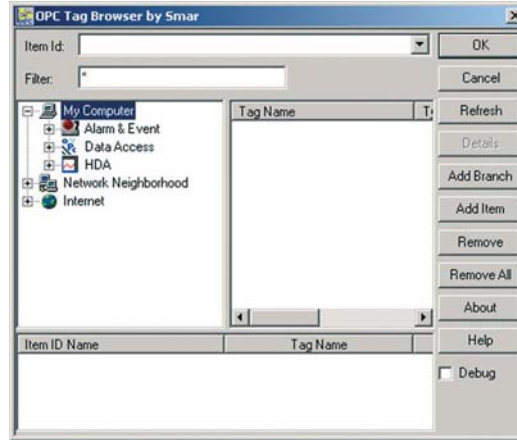 OPC Tag Browser by Smar
Item Id:
OK
Filter: *
Cancel
My Computer
Alarm & Event
Data Access
HDA
Network Neighborhood
Internet
Tag Name
Refresh
Details
Add Branch
Add Item
Remove
Remove All
About
Help
Debug
Item ID Name Tag Name